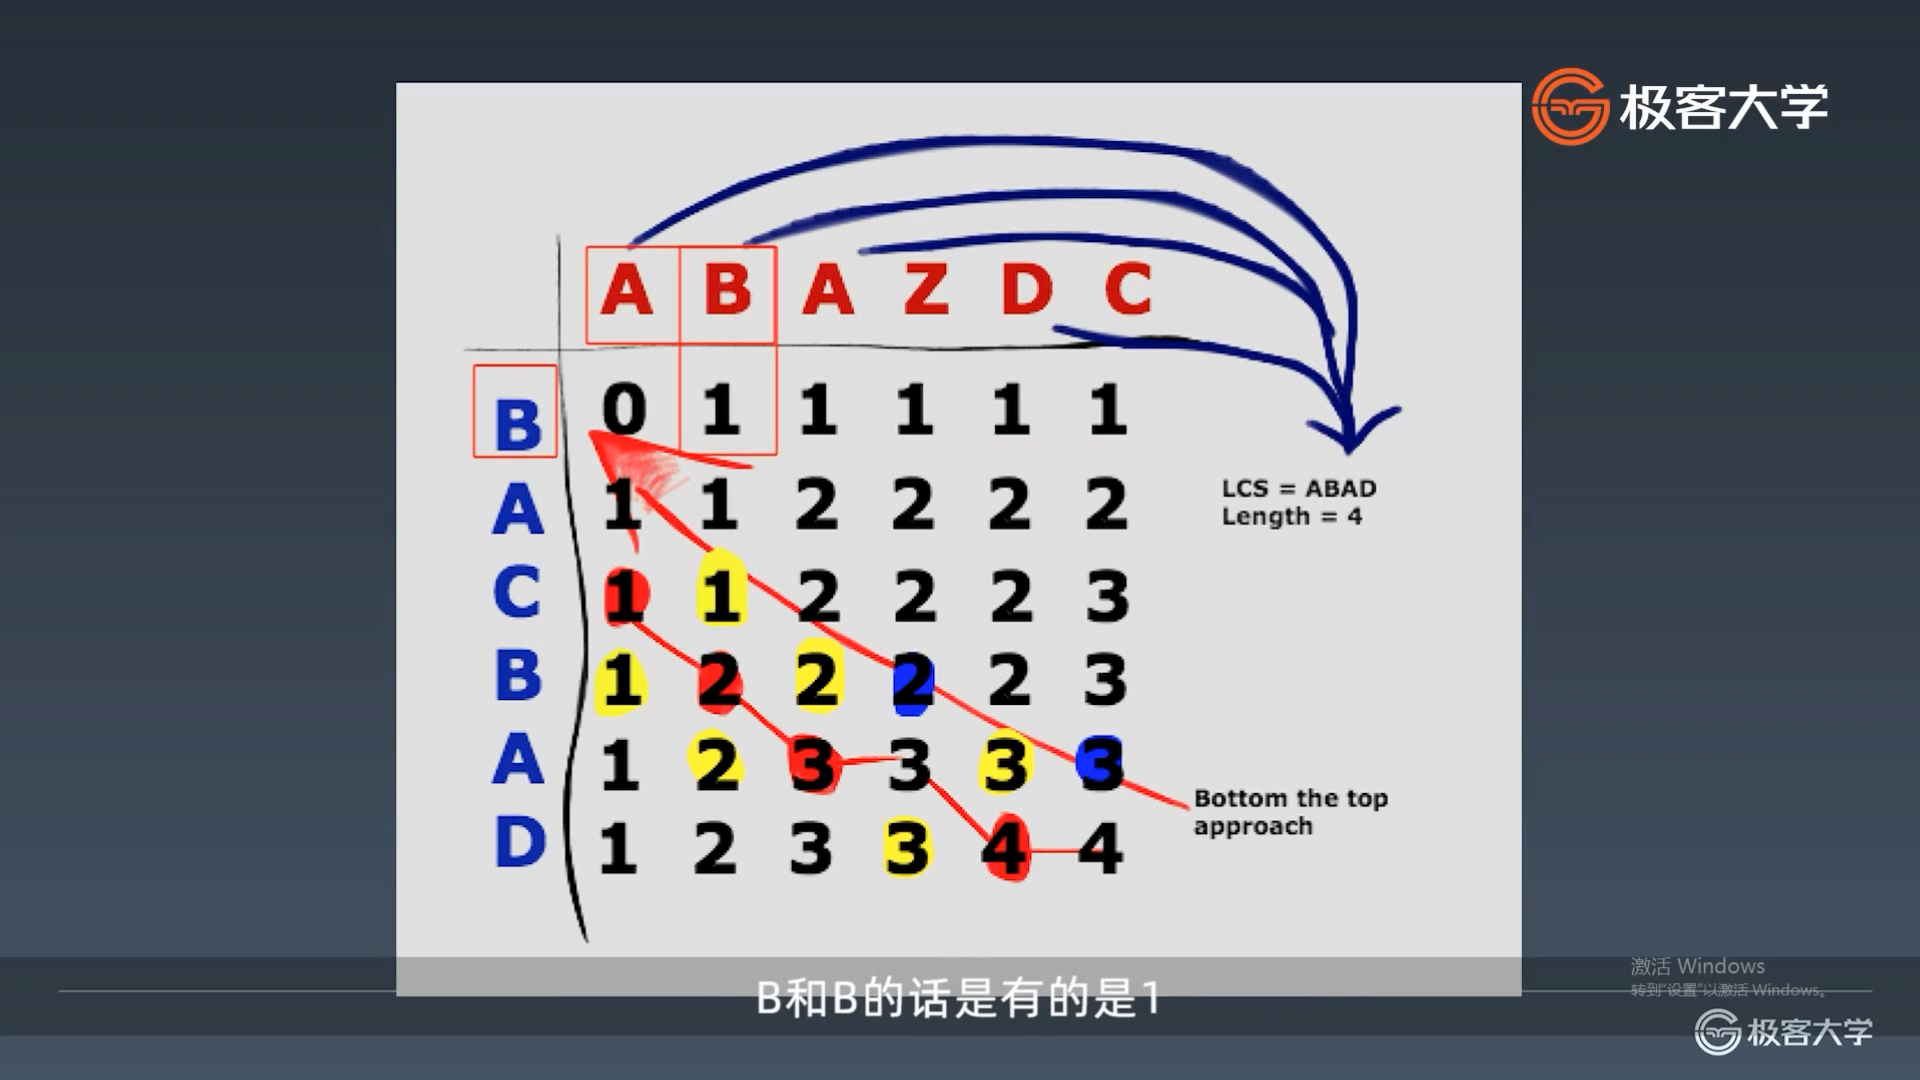 极客大学
A B A Z D C
B 0 1 1 1 1 1
A 1 1 2 2 2 2
C 1 1 2 2 2 3
B 1 2 2 2 2 3
A 1 2 3 3 3 3
D 1 2 3 3 4 4
LCS = ABAD
Length = 4
Bottom the top
approach
B和B的话是有的是1
激活 Windows
转到“设置”以激活 Windows。
极客大学